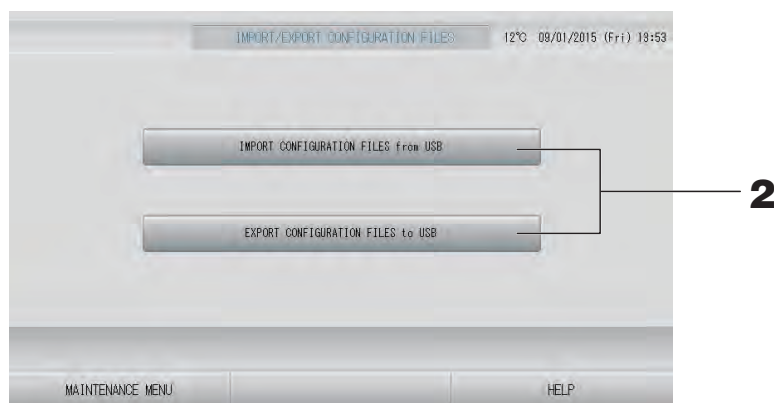 IMPORT/EXPORT CONFIGURATION FILES 12℃ 09/01/2015 (Fri) 19:53
IMPORT CONFIGURATION FILES from USB
2
EXPORT CONFIGURATION FILES to USB
MAINTENANCE MENU HELP